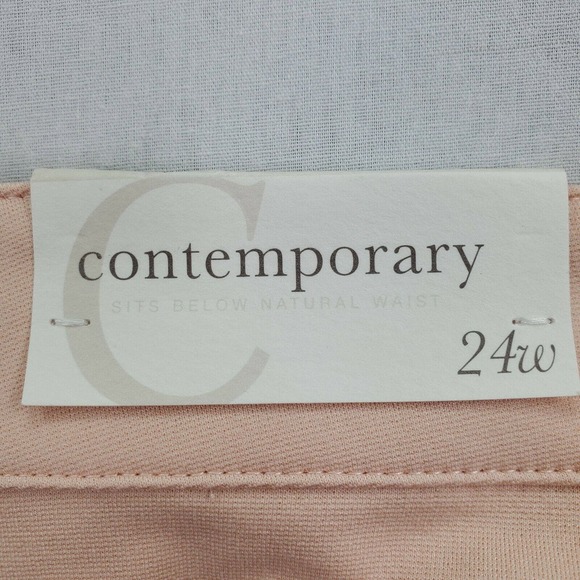 C
contemporary
SITS BELOW NATURAL WAIST
24w